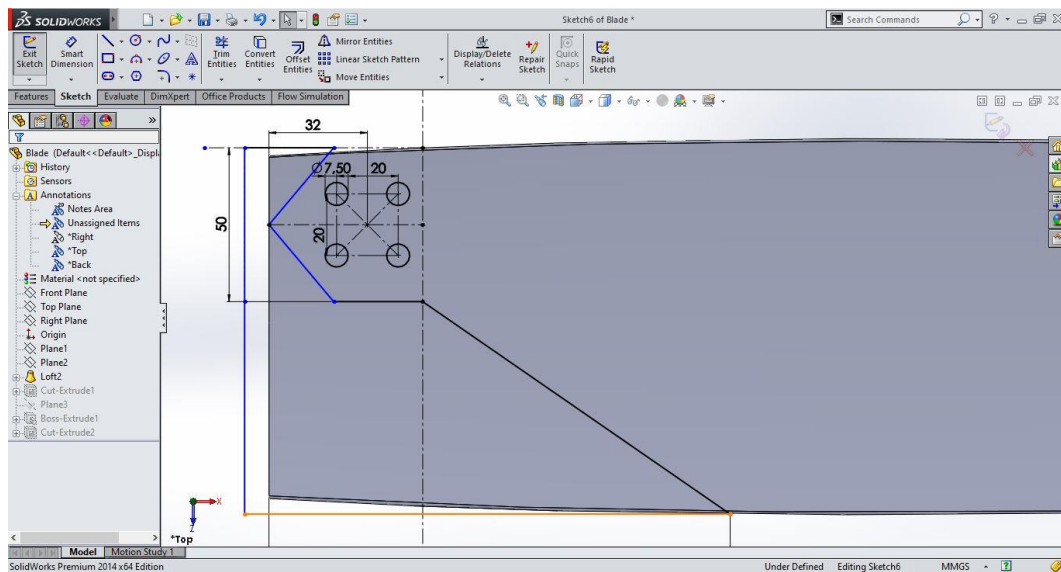 SOLIDWORKS
Sketch6 of Blade *
Search Commands
Exit Sketch
Smart Dimension
Trim Entities
Convert Entities
Offset Entities
Mirror Entities
Linear Sketch Pattern
Move Entities
Display/Delete Relations
Repair Sketch
Quick Snaps
Rapid Sketch
Features Sketch Evaluate DimXpert Office Products Flow Simulation
Blade (Default<<Default>_Displ
History
Sensors
Annotations
Notes Area
Unassigned Items
*Right
*Top
*Back
Material <not specified>
Front Plane
Top Plane
Right Plane
Origin
Plane1
Plane2
Loft2
Cut-Extrude1
Plane3
Boss-Extrude1
Cut-Extrude2
32
Ø7,50 20
50
20
X
Z
*Top
Model Motion Study 1
SolidWorks Premium 2014 x64 Edition Under Defined Editing Sketch6 MMGS